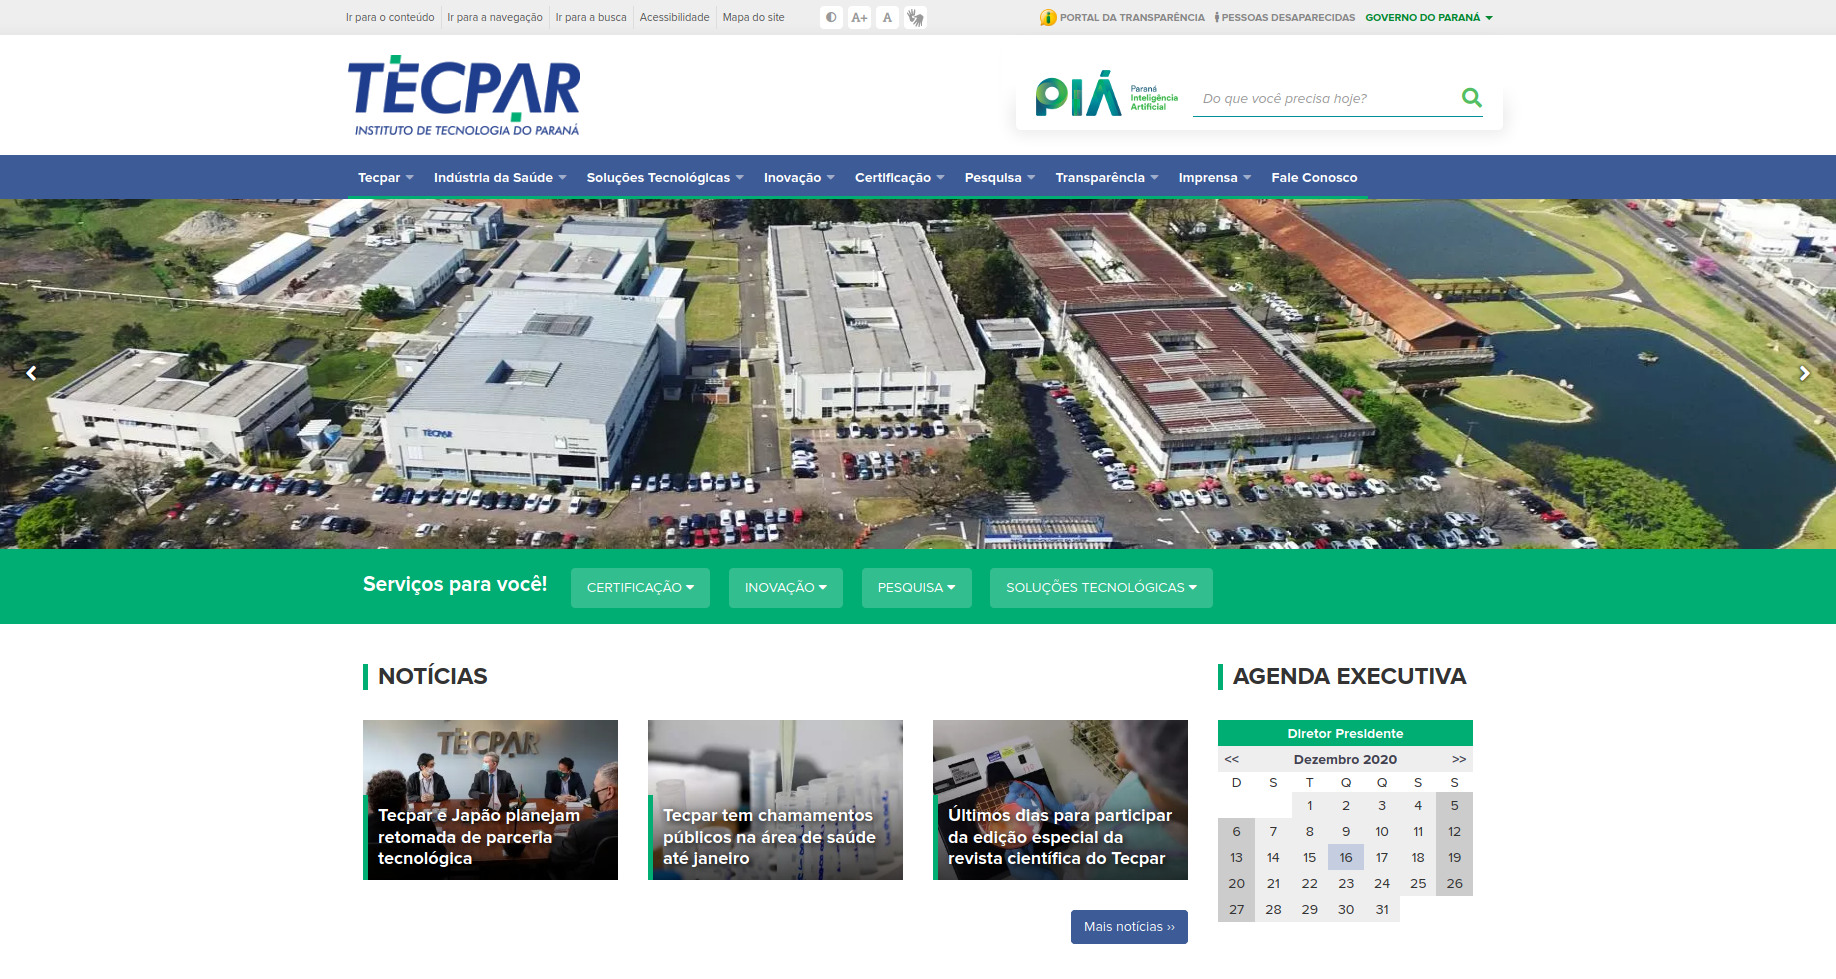 Ir para o conteúdo Ir para a navegação Ir para a busca Acessibilidade Mapa do site A+ A PORTAL DA TRANSPARÊNCIA PESSOAS DESAPARECIDAS GOVERNO DO PARANÁ
TECPAR
INSTITUTO DE TECNOLOGIA DO PARANÁ
PIÁ
Paraná
Inteligência
Artificial
Do que você precisa hoje?
Tecpar Indústria da Saúde Soluções Tecnológicas Inovação Certificação Pesquisa Transparência Imprensa Fale Conosco
TECPAR
Serviços para você! CERTIFICAÇÃO INOVAÇÃO PESQUISA SOLUÇÕES TECNOLÓGICAS
NOTÍCIAS
TECPAR
Tecpar e Japão planejam
retomada de parceria
tecnológica
Tecpar tem chamamentos
públicos na área de saúde
até janeiro
Últimos dias para participar
da edição especial da
revista científica do Tecpar
Mais notícias ››
AGENDA EXECUTIVA
Diretor Presidente
<< Dezembro 2020 >>
D S T Q Q S S
1 2 3 4 5
6 7 8 9 10 11 12
13 14 15 16 17 18 19
20 21 22 23 24 25 26
27 28 29 30 31